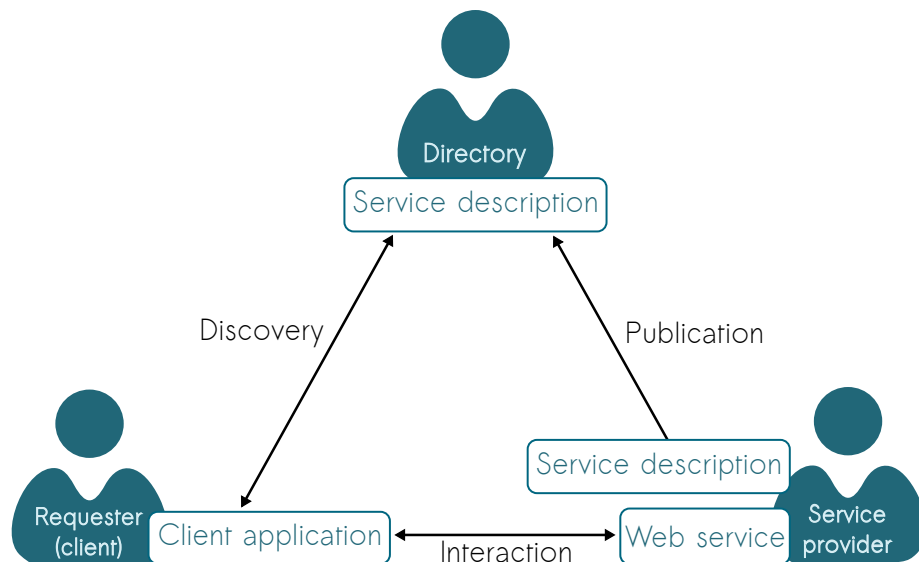 Directory
Service description
Discovery
Publication
Service description
Requester
(client)
Client application
Interaction
Web service
Service
provider